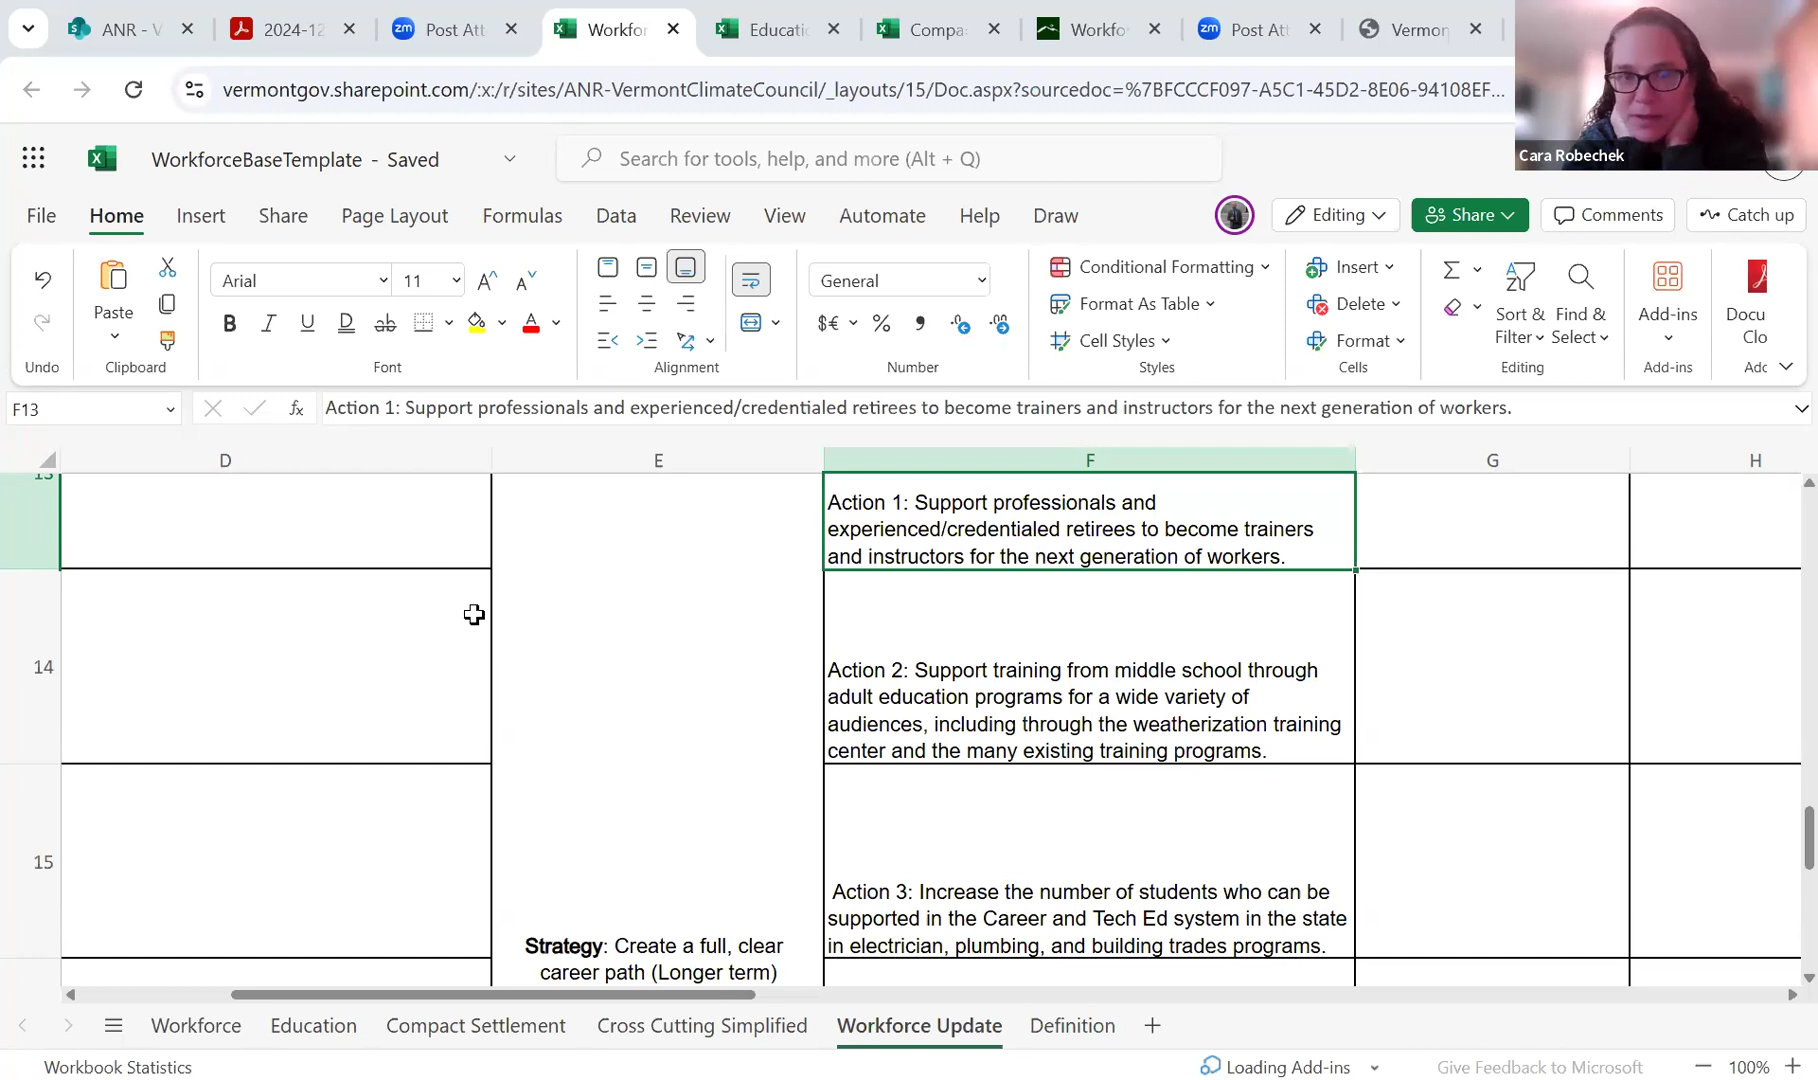 ANR - V
2024-12
Post Att
Workfor
Educatio
Compa
Workfo
Post Att
Vermon
vermontgov.sharepoint.com/:x:/r/sites/ANR-VermontClimateCouncil/_layouts/15/Doc.aspx?sourcedoc=%7BFCCCF097-A5C1-45D2-8E06-94108EF...
Cara Robechek
WorkforceBaseTemplate - Saved
Search for tools, help, and more (Alt + Q)
File Home Insert Share Page Layout Formulas Data Review View Automate Help Draw
Editing
Share
Comments
Catch up
Paste
Arial
11
General
$€ % 9
Conditional Formatting
Format As Table
Cell Styles
Insert
Delete
Format
Sort & Filter
Find & Select
Add-ins
Docu
Clo
Undo Clipboard Font Alignment Number Styles Cells Editing Add-ins Adc
F13
fx
Action 1: Support professionals and experienced/credentialed retirees to become trainers and instructors for the next generation of workers.
D E F G H
13
Action 1: Support professionals and
experienced/credentialed retirees to become trainers
and instructors for the next generation of workers.
14
Action 2: Support training from middle school through
adult education programs for a wide variety of
audiences, including through the weatherization training
center and the many existing training programs.
15
Action 3: Increase the number of students who can be
supported in the Career and Tech Ed system in the state
in electrician, plumbing, and building trades programs.
Strategy: Create a full, clear
career path (Longer term)
Workforce Education Compact Settlement Cross Cutting Simplified Workforce Update Definition
Workbook Statistics
Loading Add-ins
Give Feedback to Microsoft
100%